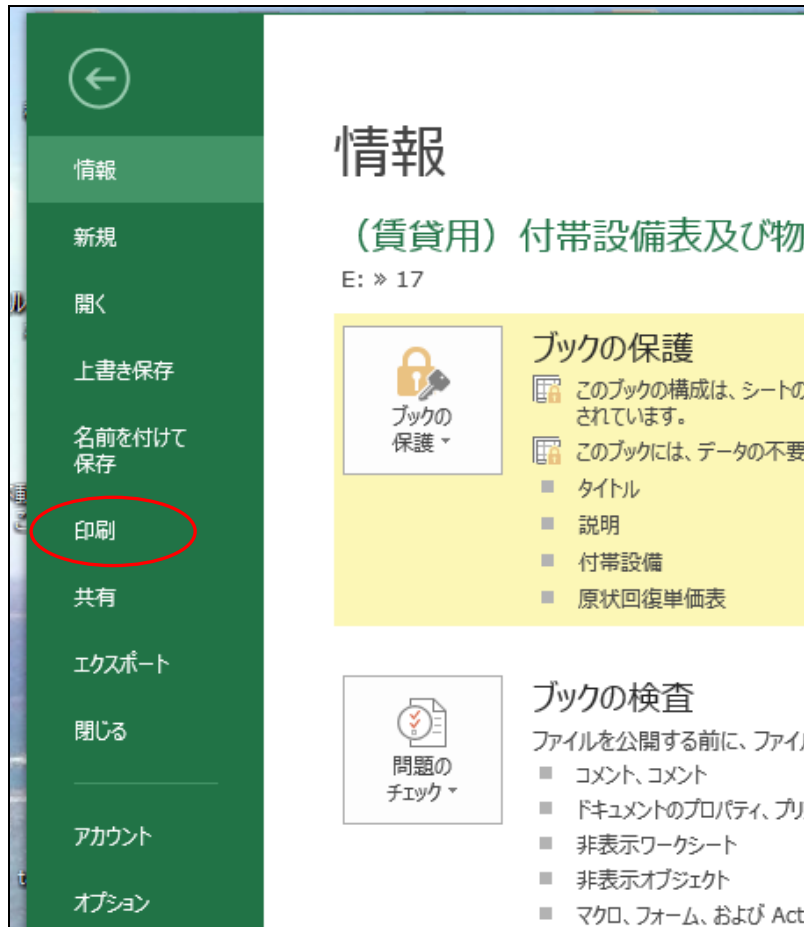 情報
新規
開く
上書き保存
名前を付けて
保存
印刷
共有
エクスポート
閉じる
アカウント
オプション
情報
（賃貸用）付帯設備表及び物
E: » 17
ブックの
保護
ブックの保護
このブックの構成は、シートの
されています。
このブックには、データの不要
タイトル
説明
付帯設備
原状回復単価表
問題の
チェック
ブックの検査
ファイルを公開する前に、ファイル
コメント、コメント
ドキュメントのプロパティ、プリ
非表示ワークシート
非表示オブジェクト
マクロ、フォーム、および Act